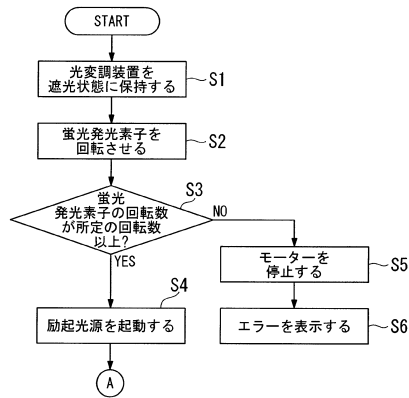 START
光変調装置を
遮光状態に保持する
S1
蛍光発光素子を
回転させる
S2
S3
蛍光
発光素子の回転数
が所定の回転数
以上?
NO
YES
モーターを
停止する
S5
S4
励起光源を起動する
エラーを表示する
S6
A